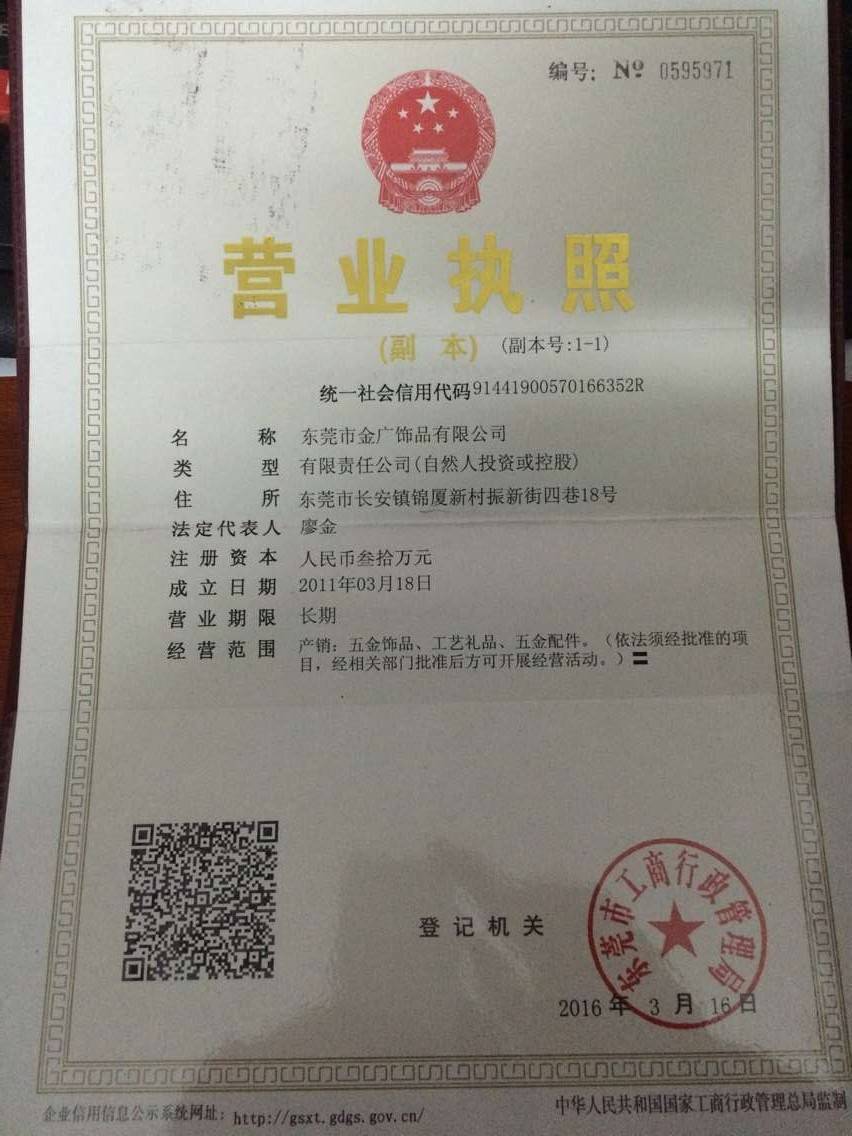 编号: № 0595971
营业执照
(副本) (副本号:1-1)
统一社会信用代码91441900570166352R
名称 东莞市金广饰品有限公司
类型 有限责任公司(自然人投资或控股)
住所 东莞市长安镇锦厦新村振新街四巷18号
法定代表人 廖金
注册资本 人民币叁拾万元
成立日期 2011年03月18日
营业期限 长期
经营范围 产销：五金饰品、工艺礼品、五金配件。（依法须经批准的项
目，经相关部门批准后方可开展经营活动。）〓
东莞市工商行政管理局
登记机关
2016 年 3 月 16 日
企业信用信息公示系统网址: http://gsxt.gdgs.gov.cn/
中华人民共和国国家工商行政管理总局监制